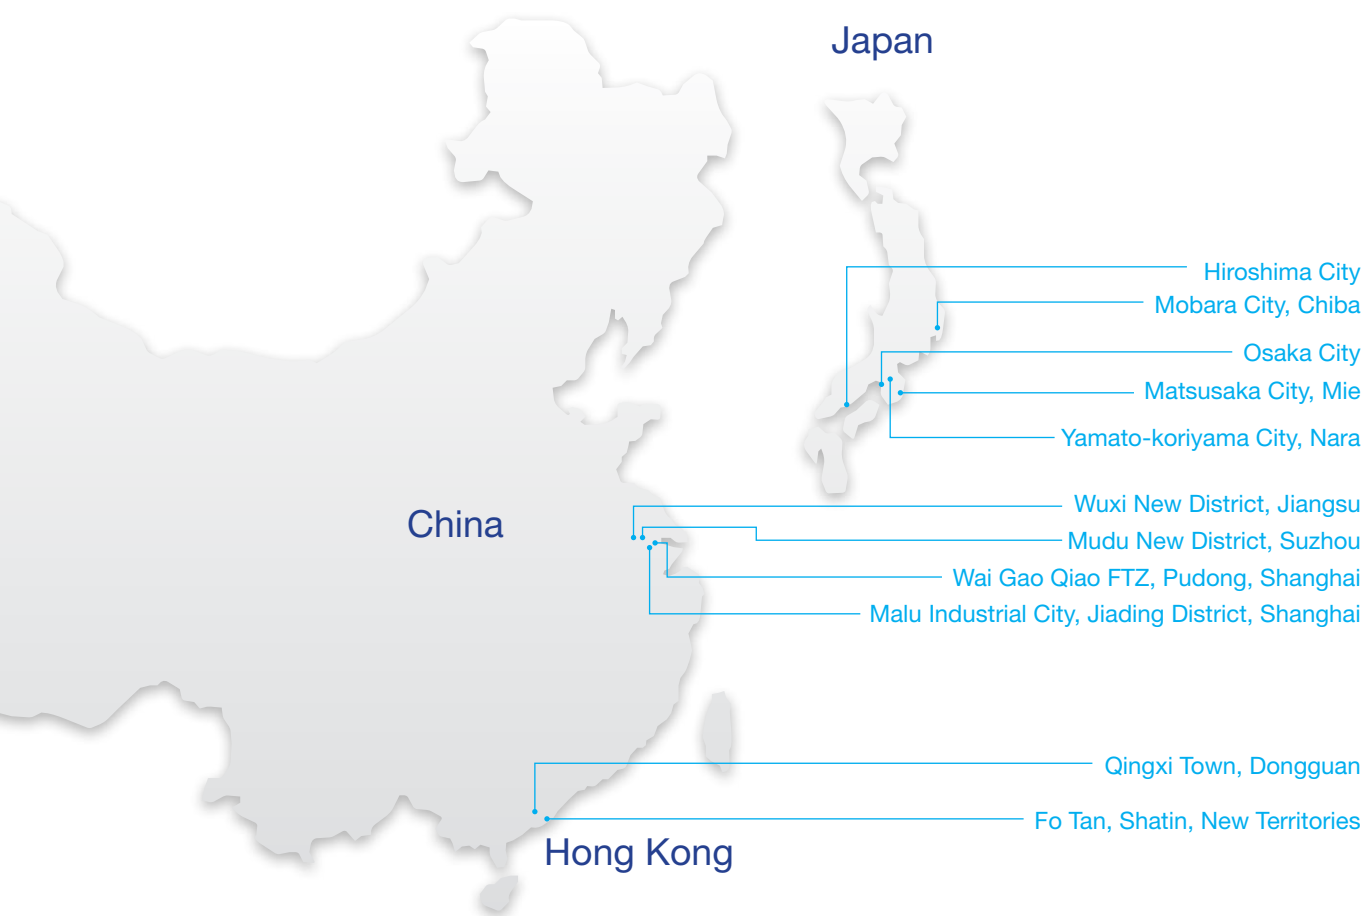 Japan
Hiroshima City
Mobara City, Chiba
Osaka City
Matsusaka City, Mie
Yamato-koriyama City, Nara
Wuxi New District, Jiangsu
China
Mudu New District, Suzhou
Wai Gao Qiao FTZ, Pudong, Shanghai
Malu Industrial City, Jiading District, Shanghai
Qingxi Town, Dongguan
Fo Tan, Shatin, New Territories
Hong Kong